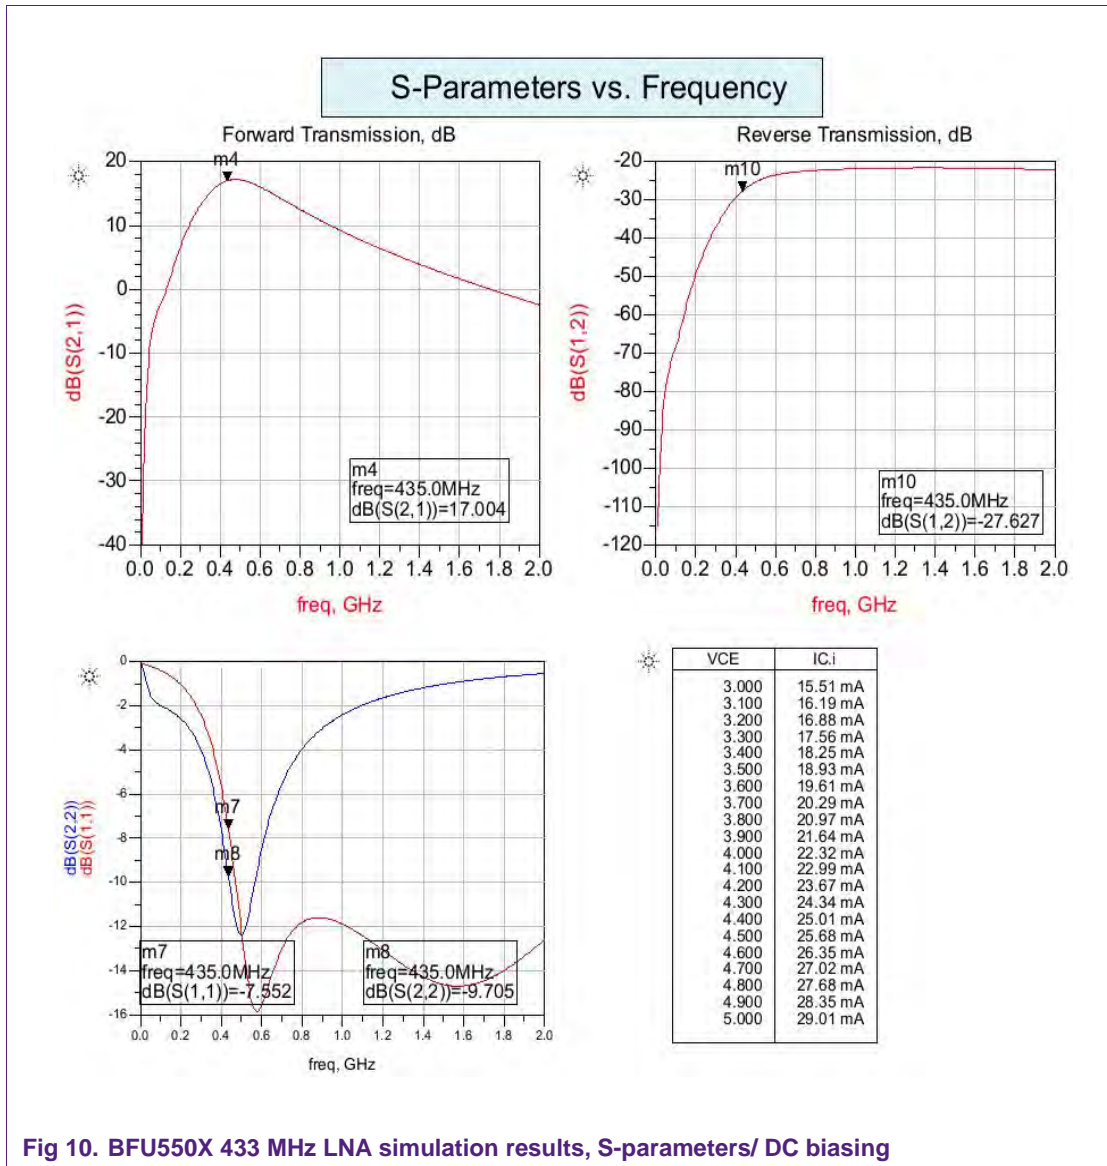 S-Parameters vs. Frequency
Forward Transmission, dB
m4
20
10
0
-10
-20
-30
-40
dB(S(2,1))
m4
freq=435.0MHz
dB(S(2,1))=17.004
0.0 0.2 0.4 0.6 0.8 1.0 1.2 1.4 1.6 1.8 2.0
freq, GHz
Reverse Transmission, dB
m10
-20
-30
-40
-50
-60
-70
-80
-90
-100
-110
-120
dB(S(1,2))
m10
freq=435.0MHz
dB(S(1,2))=-27.627
0.0 0.2 0.4 0.6 0.8 1.0 1.2 1.4 1.6 1.8 2.0
freq, GHz
0
-2
-4
-6
-8
-10
-12
-14
-16
dB(S(2,2))
dB(S(1,1))
m7
m8
m7
freq=435.0MHz
dB(S(1,1))=-7.552
m8
freq=435.0MHz
dB(S(2,2))=-9.705
0.0 0.2 0.4 0.6 0.8 1.0 1.2 1.4 1.6 1.8 2.0
freq, GHz
VCE IC.i
3.000 15.51 mA
3.100 16.19 mA
3.200 16.88 mA
3.300 17.56 mA
3.400 18.25 mA
3.500 18.93 mA
3.600 19.61 mA
3.700 20.29 mA
3.800 20.97 mA
3.900 21.64 mA
4.000 22.32 mA
4.100 22.99 mA
4.200 23.67 mA
4.300 24.34 mA
4.400 25.01 mA
4.500 25.68 mA
4.600 26.35 mA
4.700 27.02 mA
4.800 27.68 mA
4.900 28.35 mA
5.000 29.01 mA
Fig 10. BFU550X 433 MHz LNA simulation results, S-parameters/ DC biasing